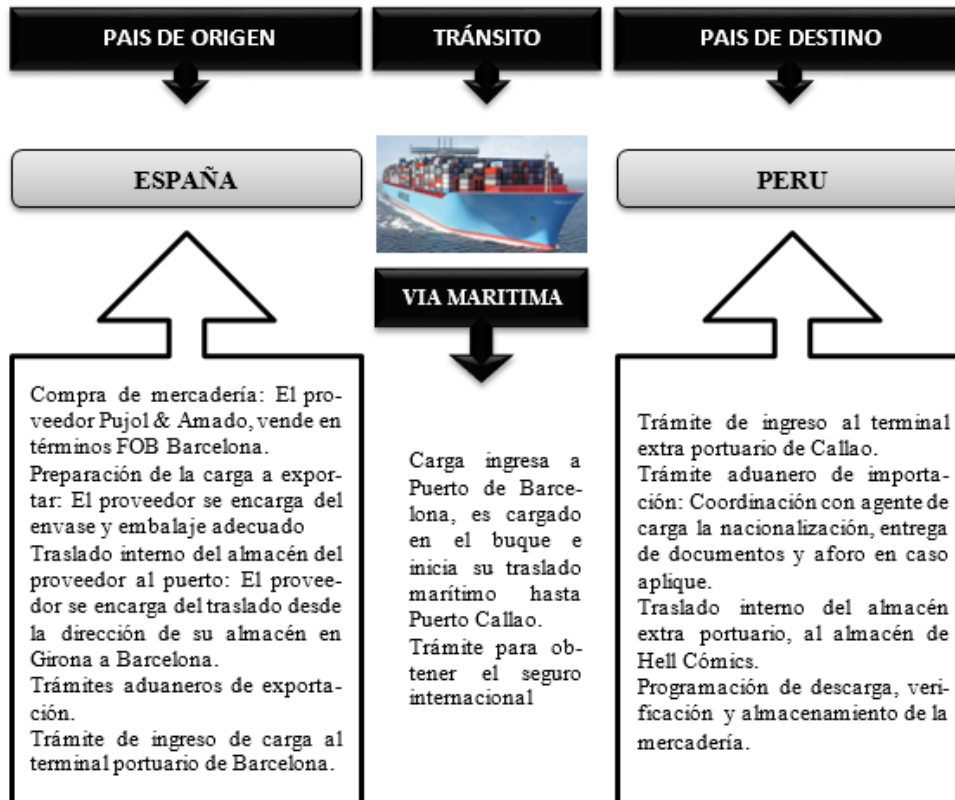 PAIS DE ORIGEN
ESPAÑA
Compra de mercadería: El pro-
veedor Pujol & Amado, vende en
términos FOB Barcelona.
Preparación de la carga a expor-
tar: El proveedor se encarga del
envase y embalaje adecuado
Traslado interno del almacén del
proveedor al puerto: El provee-
dor se encarga del traslado desde
la dirección de su almacén en
Girona a Barcelona.
Trámites aduaneros de exporta-
ción.
Trámite de ingreso de carga al
terminal portuario de Barcelona.
TRÁNSITO
VIA MARITIMA
Carga ingresa a
Puerto de Barce-
lona, es cargado
en el buque e
inicia su traslado
marítimo hasta
Puerto Callao.
Trámite para ob-
tener el seguro
internacional
PAIS DE DESTINO
PERU
Trámite de ingreso al terminal
extra portuario de Callao.
Trámite aduanero de importa-
ción: Coordinación con agente de
carga la nacionalización, entrega
de documentos y aforo en caso
aplique.
Traslado interno del almacén
extra portuario, al almacén de
Hell Cómics.
Programación de descarga, veri-
ficación y almacenamiento de la
mercadería.